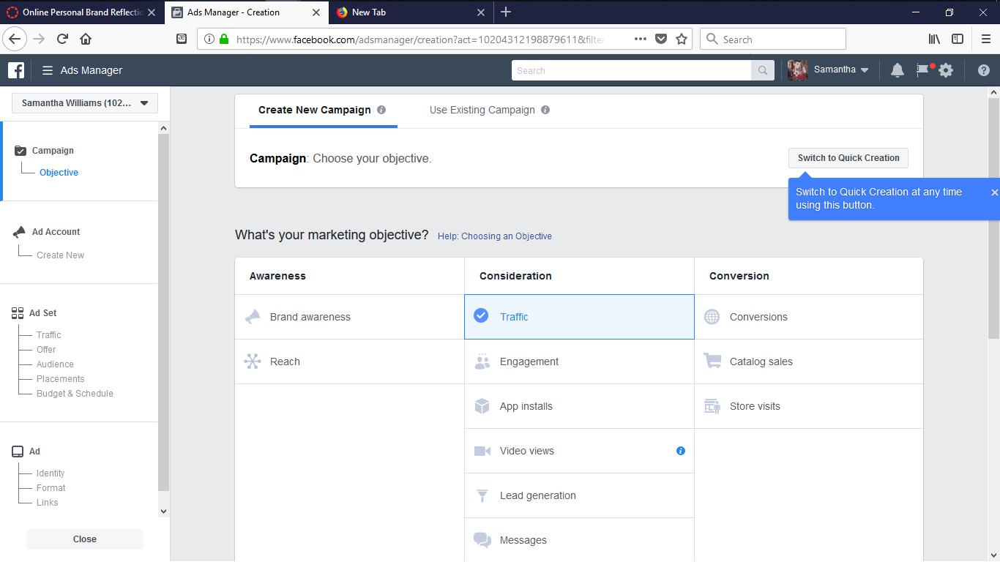 Online Personal Brand Reflectio
Ads Manager - Creation
New Tab
https://www.facebook.com/adsmanager/creation?act=10204312198879611&filter
Search
Ads Manager
Search
Samantha
Samantha Williams (102...
Campaign
Objective
Ad Account
Create New
Ad Set
Traffic
Offer
Audience
Placements
Budget & Schedule
Ad
Identity
Format
Links
Close
Create New Campaign
Use Existing Campaign
Campaign: Choose your objective.
Switch to Quick Creation
Switch to Quick Creation at any time
using this button.
What's your marketing objective? Help: Choosing an Objective
Awareness
Consideration
Conversion
Brand awareness
Traffic
Conversions
Reach
Engagement
Catalog sales
App installs
Store visits
Video views
Lead generation
Messages